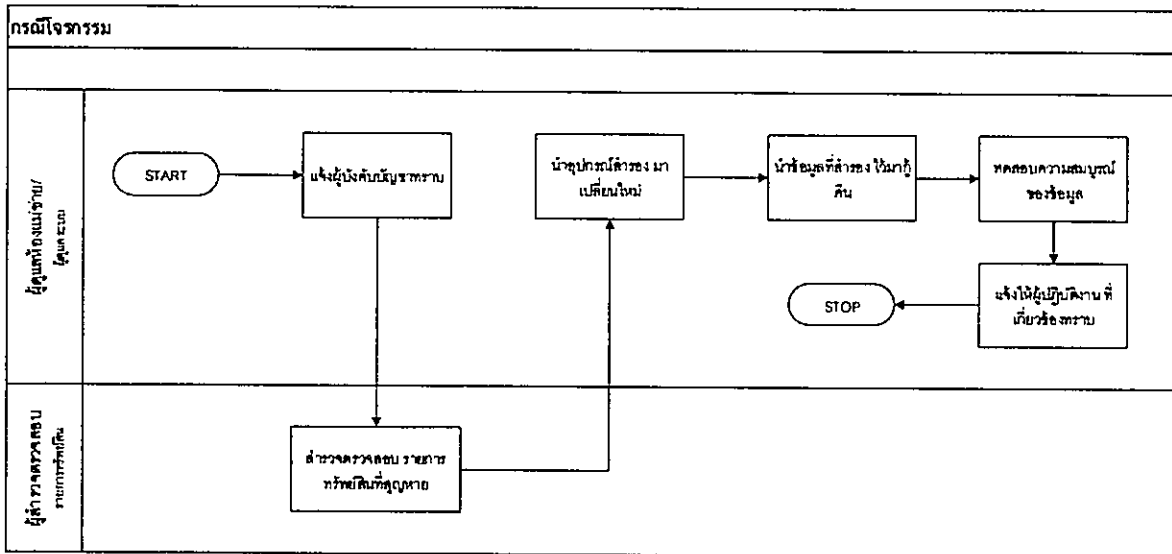 กรณีโจรกรรม
ผู้ดูแลห้องแม่ข่าย/
ผู้ดูแลระบบ
START
แจ้งผู้บังคับบัญชาทราบ
นำอุปกรณ์สำรอง มา
เปลี่ยนใหม่
นำข้อมูลที่สำรอง ไว้มากู้
คืน
ทดสอบความสมบูรณ์
ของข้อมูล
STOP
แจ้งให้ผู้ปฏิบัติงาน ที่
เกี่ยวข้องทราบ
ผู้สำรวจตรวจสอบ
รายการทรัพย์สิน
สำรวจตรวจสอบ รายการ
ทรัพย์สินที่สูญหาย